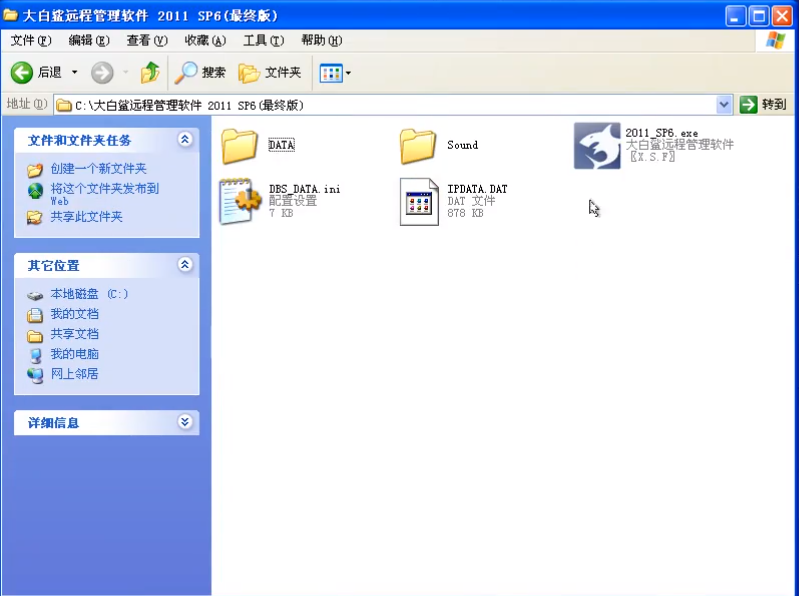 大白鲨远程管理软件 2011 SP6(最终版)
文件(F) 编辑(E) 查看(V) 收藏(A) 工具(T) 帮助(H)
后退 搜索 文件夹
地址(D) C:\大白鲨远程管理软件 2011 SP6(最终版) 转到
文件和文件夹任务
创建一个新文件夹
将这个文件夹发布到
Web
共享此文件夹
其它位置
本地磁盘 (C:)
我的文档
共享文档
我的电脑
网上邻居
详细信息
DATA
Sound
2011_SP6.exe
大白鲨远程管理软件
〖X.S.F〗
DBS_DATA.ini
配置设置
7 KB
IPDATA.DAT
DAT 文件
878 KB